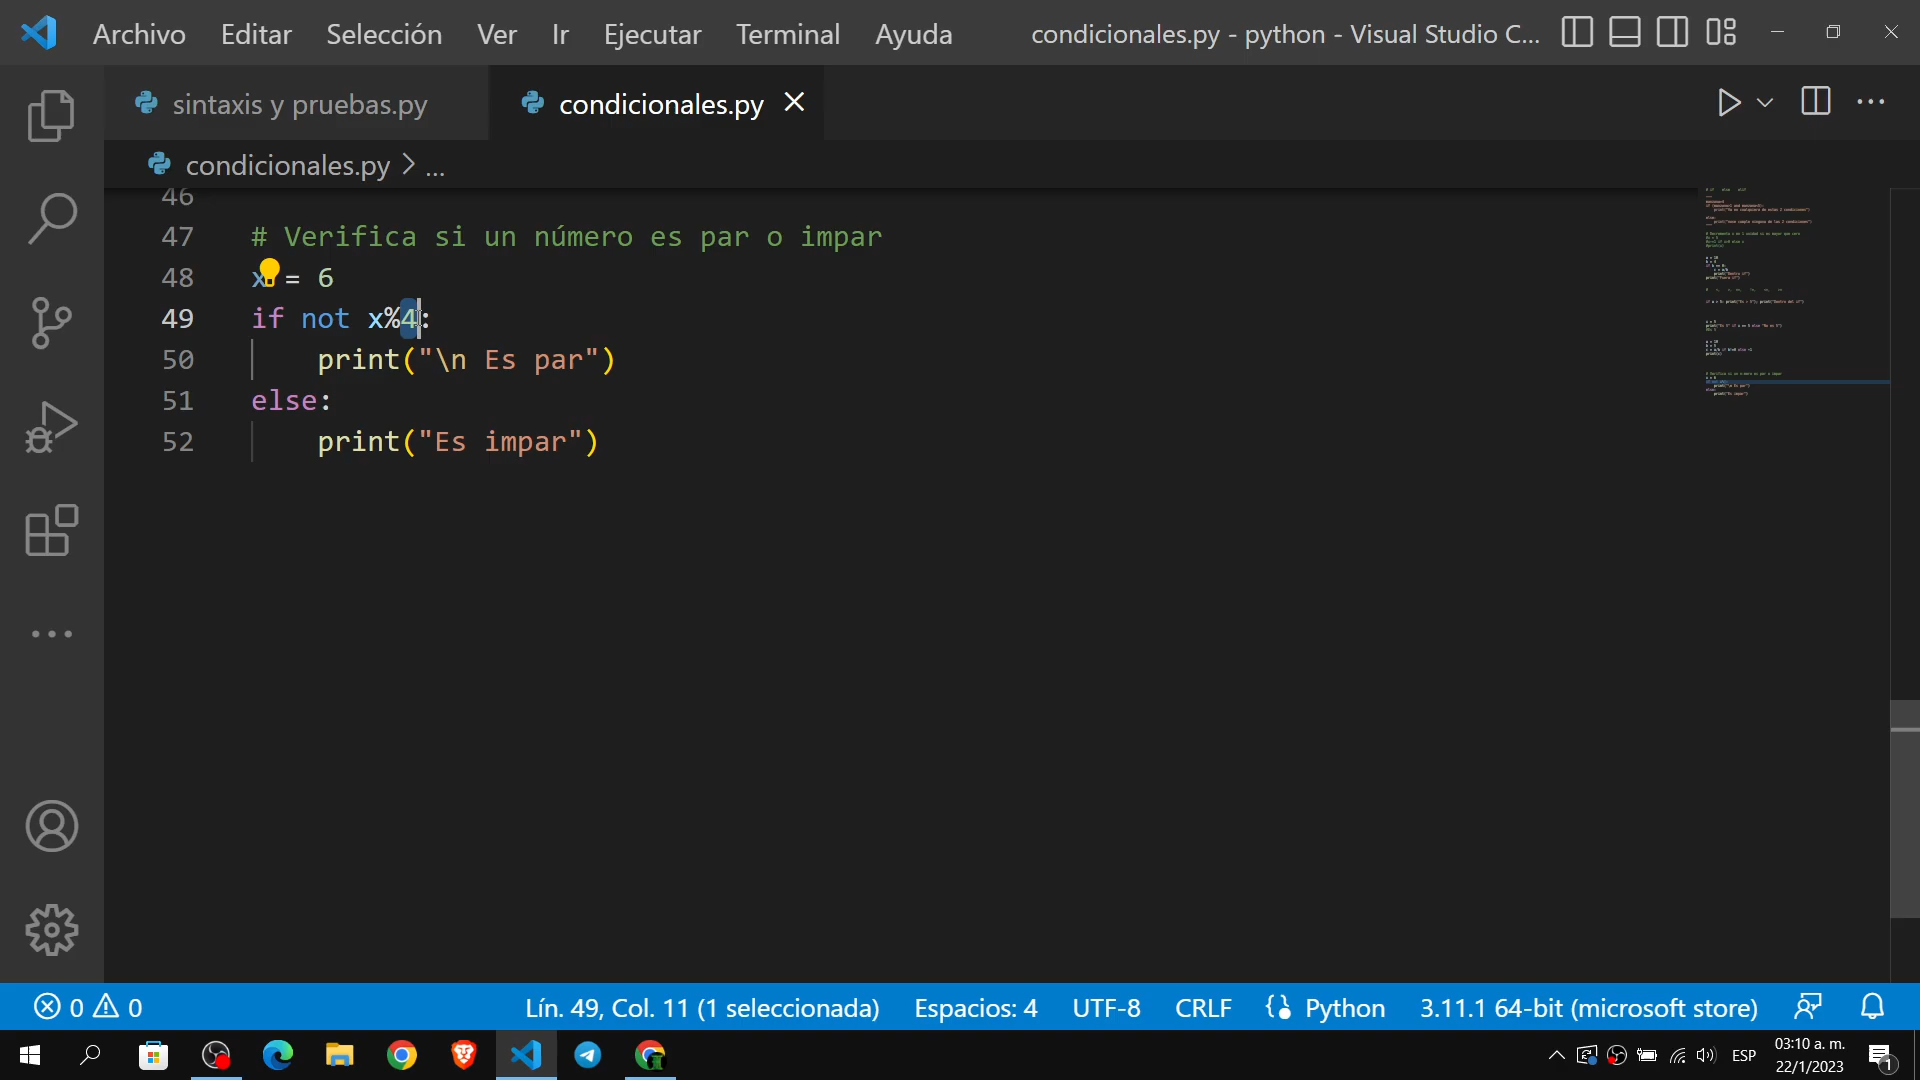 Archivo Editar Selección Ver Ir Ejecutar Terminal Ayuda condicionales.py - python - Visual Studio C...
sintaxis y pruebas.py condicionales.py
condicionales.py > ...
46
47 # Verifica si un número es par o impar
48 x = 6
49 if not x%4:
50 print("\n Es par")
51 else:
52 print("Es impar")
0 0 Lín. 49, Col. 11 (1 seleccionada) Espacios: 4 UTF-8 CRLF Python 3.11.1 64-bit (microsoft store)
ESP 03:10 a. m.
22/1/2023 1